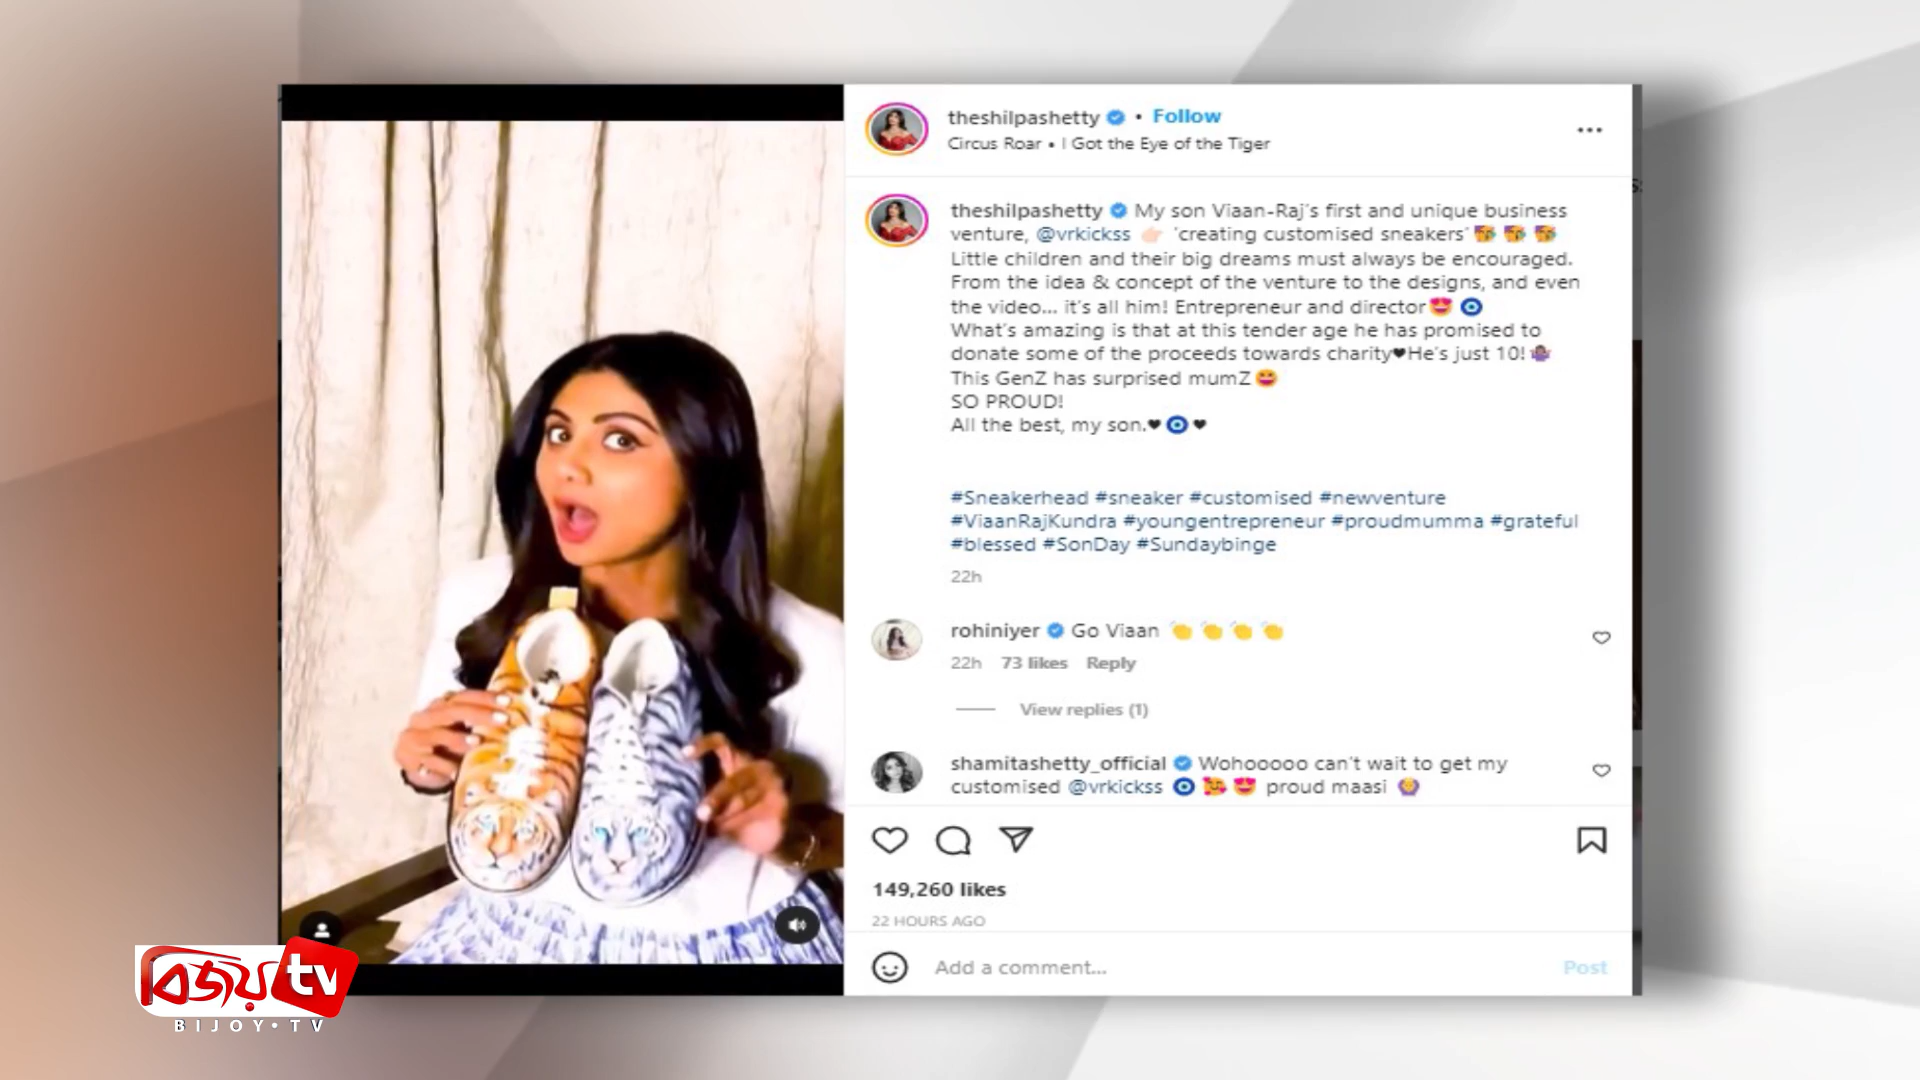 theshilpashetty • Follow
Circus Roar • I Got the Eye of the Tiger
theshilpashetty My son Viaan-Raj's first and unique business
venture, @vrkickss 👉🏻 'creating customised sneakers' 🥳 🥳 🥳
Little children and their big dreams must always be encouraged.
From the idea & concept of the venture to the designs, and even
the video... it's all him! Entrepreneur and director😍 🧿
What's amazing is that at this tender age he has promised to
donate some of the proceeds towards charity♥He's just 10!🤷🏽‍♀️
This GenZ has surprised mumZ😆
SO PROUD!
All the best, my son.♥🧿♥
#Sneakerhead #sneaker #customised #newventure
#ViaanRajKundra #youngentrepreneur #proudmumma #grateful
#blessed #SonDay #Sundaybinge
22h
rohiniyer Go Viaan 👏 👏 👏 👏
22h 73 likes Reply
View replies (1)
shamitashetty_official Wohooooo can't wait to get my
customised @vrkickss 🧿 🥰 😍 proud maasi 🙆‍♀️
149,260 likes
22 HOURS AGO
Add a comment... Post
বিজয় tv
BIJOY•TV